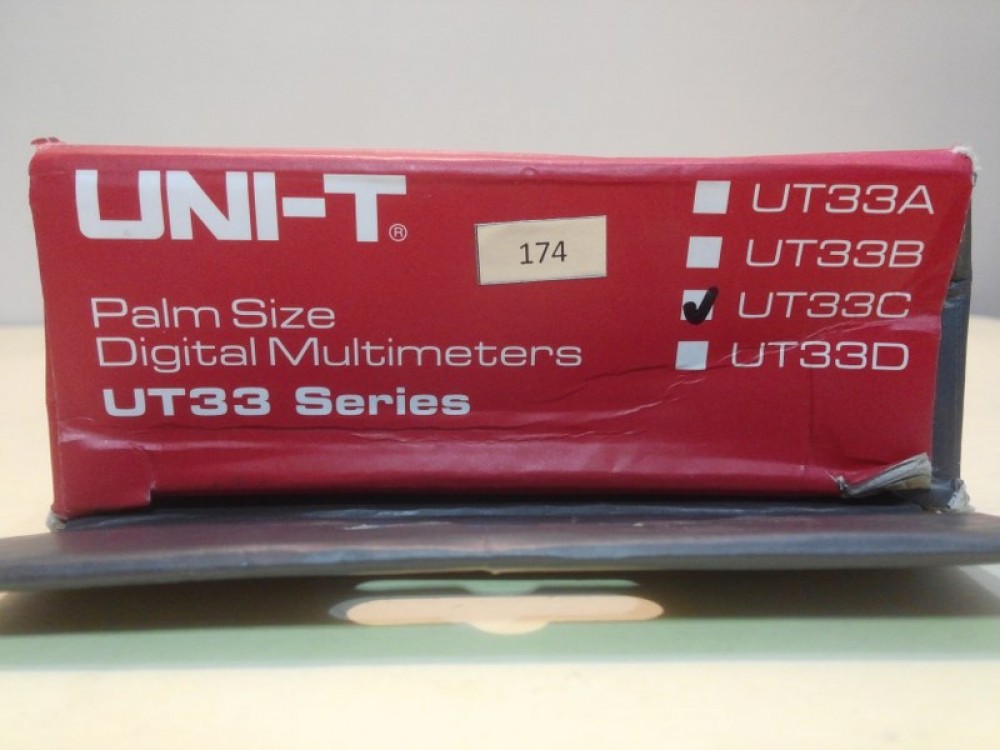 UNI-T®
174
Palm Size
Digital Multimeters
UT33 Series
UT33A
UT33B
UT33C
UT33D